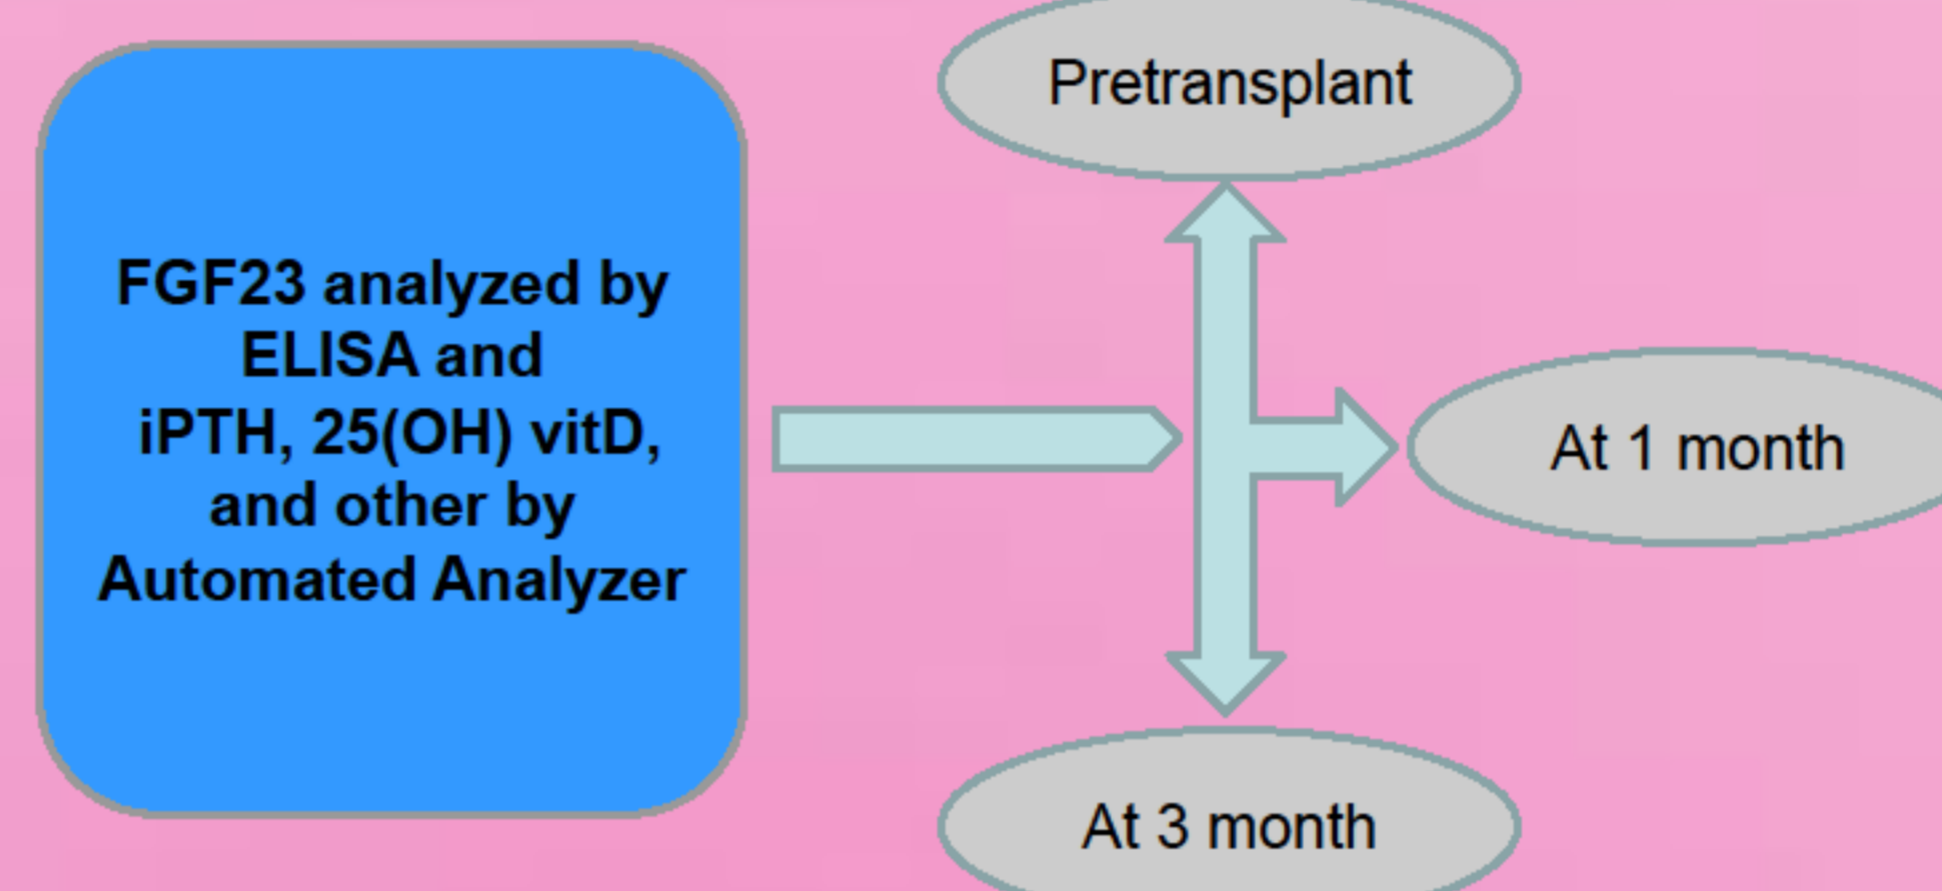 FGF23 analyzed by
ELISA and
iPTH, 25(OH) vitD,
and other by
Automated Analyzer
Pretransplant
At 1 month
At 3 month